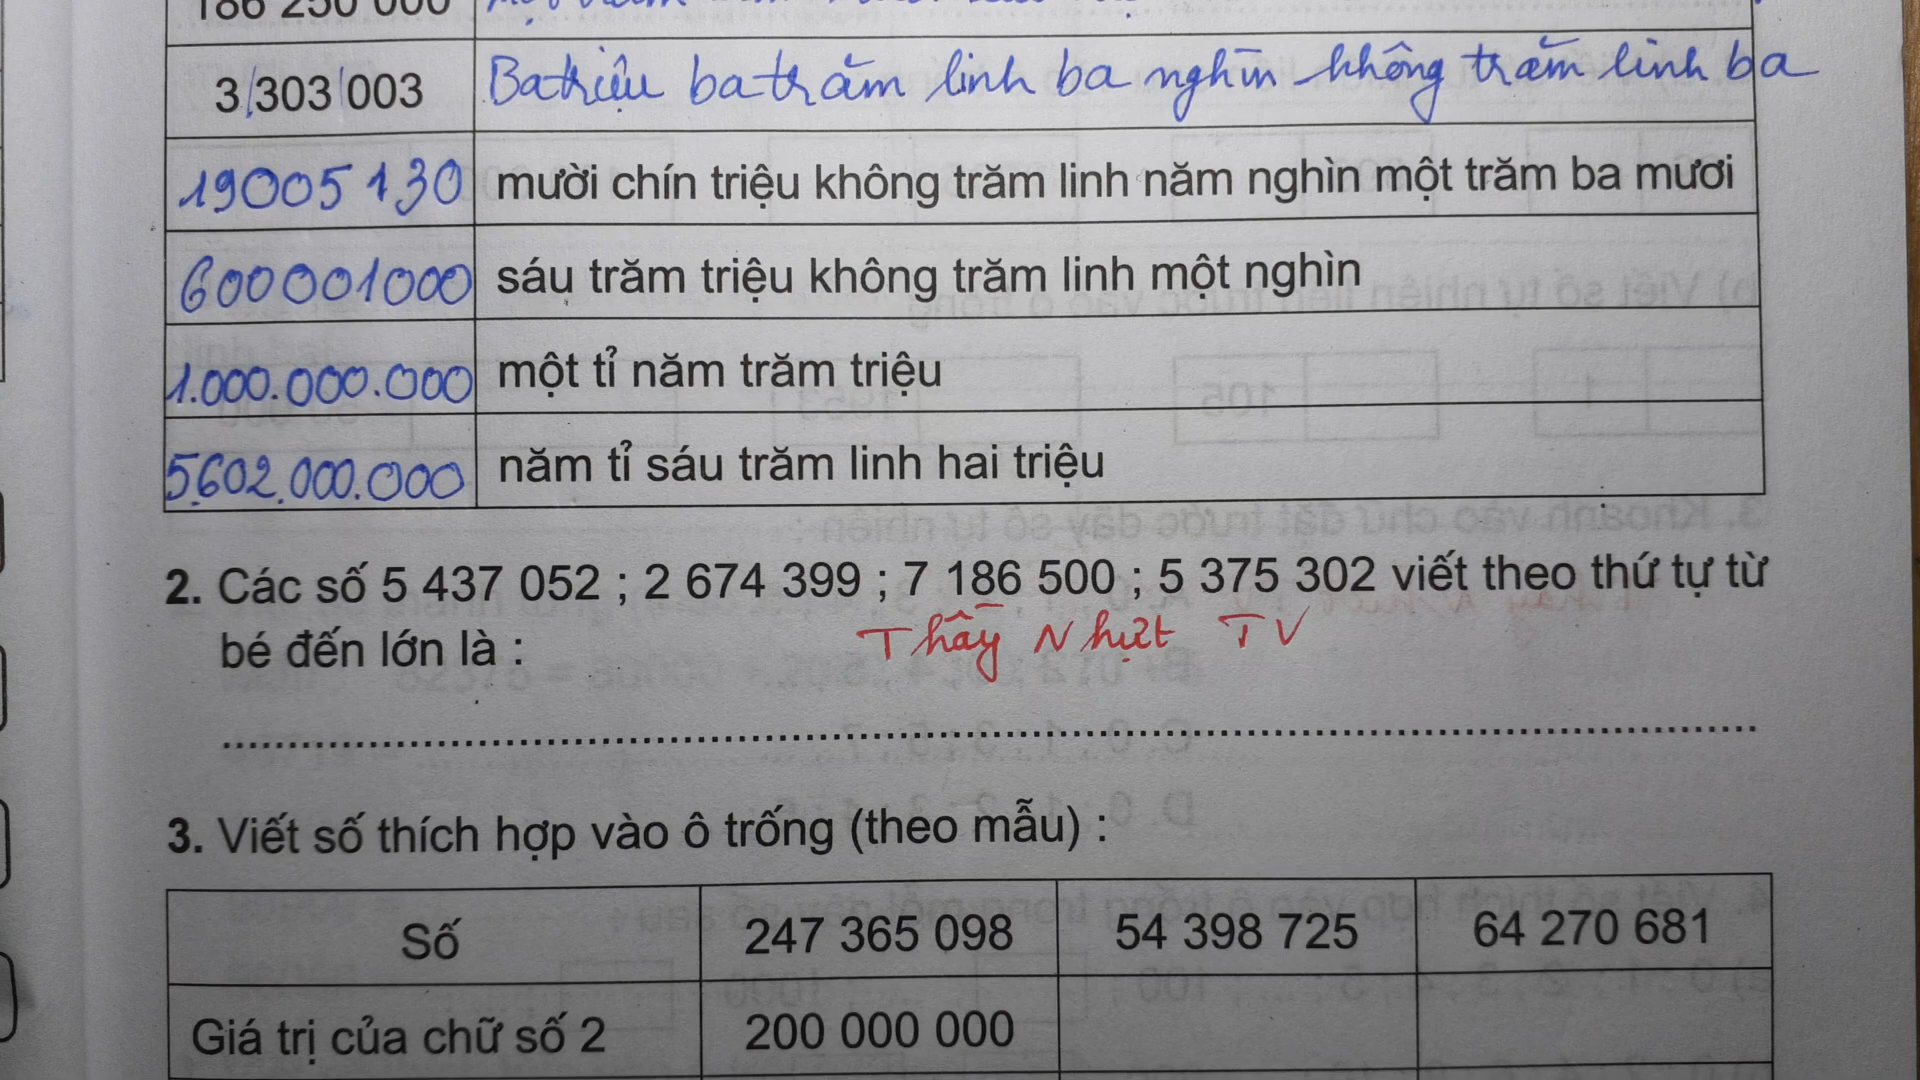 186 250 000
3 303 003 Ba triệu ba trăm linh ba nghìn không trăm linh ba
19005130 mười chín triệu không trăm linh năm nghìn một trăm ba mươi
600001000 sáu trăm triệu không trăm linh một nghìn
1.000.000.000 một tỉ năm trăm triệu
5.602.000.000 năm tỉ sáu trăm linh hai triệu
2. Các số 5 437 052 ; 2 674 399 ; 7 186 500 ; 5 375 302 viết theo thứ tự từ
bé đến lớn là :
Thầy Nhựt TV
3. Viết số thích hợp vào ô trống (theo mẫu) :
Số 247 365 098 54 398 725 64 270 681
Giá trị của chữ số 2 200 000 000